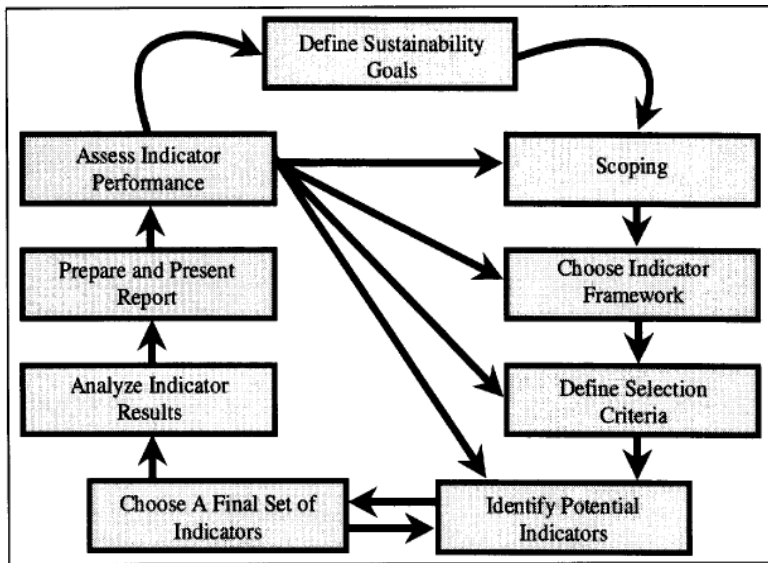 Define Sustainability
Goals
Assess Indicator
Performance
Scoping
Prepare and Present
Report
Choose Indicator
Framework
Analyze Indicator
Results
Define Selection
Criteria
Choose A Final Set of
Indicators
Identify Potential
Indicators